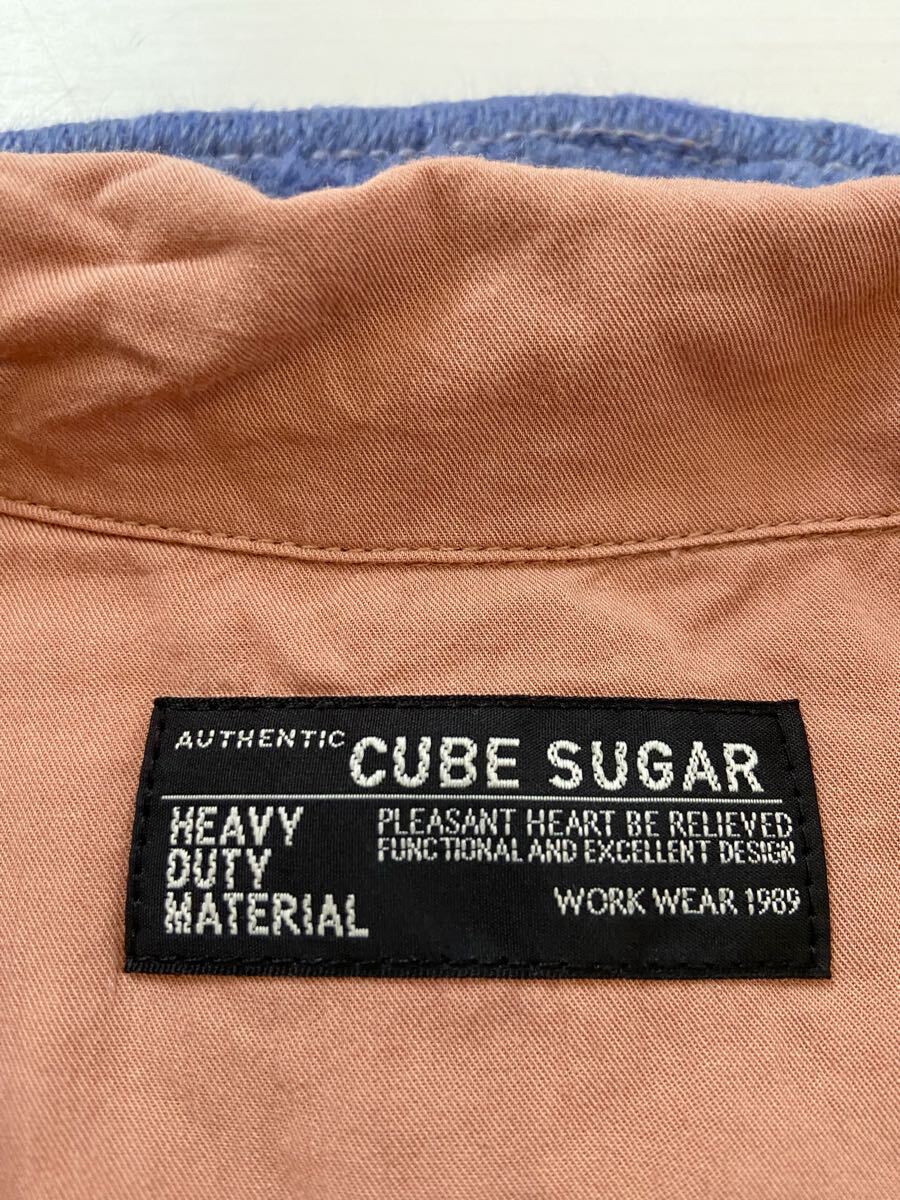 AUTHENTIC CUBE SUGAR
HEAVY
DUTY
MATERIAL
PLEASANT HEART BE RELIEVED
FUNCTIONAL AND EXCELLENT DESIGN
WORK WEAR 1989